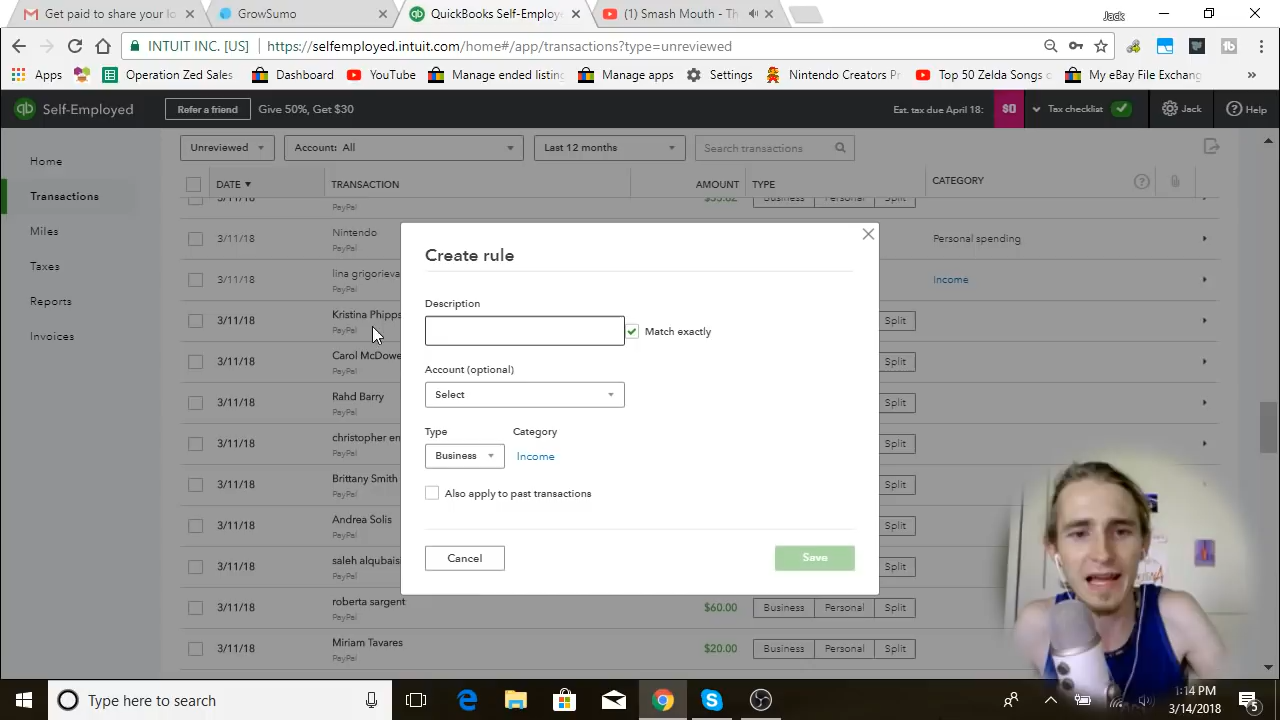 Get paid to share your lo
GrowSumo
QuickBooks Self-Employ
(1) Smash Mouth - Th
Jack
INTUIT INC. [US]
https://selfemployed.intuit.com/home#/app/transactions?type=unreviewed
Apps
Operation Zed Sales
Dashboard
YouTube
Manage ended listing
Manage apps
Settings
Nintendo Creators Pr
Top 50 Zelda Songs o
My eBay File Exchang
»
qb Self-Employed
Refer a friend
Give 50%, Get $30
Est. tax due April 18:
$0
Tax checklist
Jack
Help
Home
Transactions
Miles
Taxes
Reports
Invoices
Unreviewed
Account: All
Last 12 months
Search transactions
DATE
TRANSACTION
AMOUNT
TYPE
CATEGORY
3/11/18
PayPal
Business
Personal
Split
3/11/18
Nintendo
PayPal
Personal spending
3/11/18
lina grigorieva
PayPal
Income
3/11/18
Kristina Phipps
PayPal
Split
3/11/18
Carol McDowe
PayPal
Split
3/11/18
Rahd Barry
PayPal
Split
3/11/18
christopher en
PayPal
Split
3/11/18
Brittany Smith
PayPal
Split
3/11/18
Andrea Solis
PayPal
Split
3/11/18
saleh alqubais
PayPal
Split
3/11/18
roberta sargent
PayPal
$60.00
Business
Personal
Split
3/11/18
Miriam Tavares
PayPal
$20.00
Business
Personal
Split
Create rule
Description
Match exactly
Account (optional)
Select
Type
Category
Business
Income
Also apply to past transactions
Cancel
Save
Type here to search
1:14 PM
3/14/2018
5